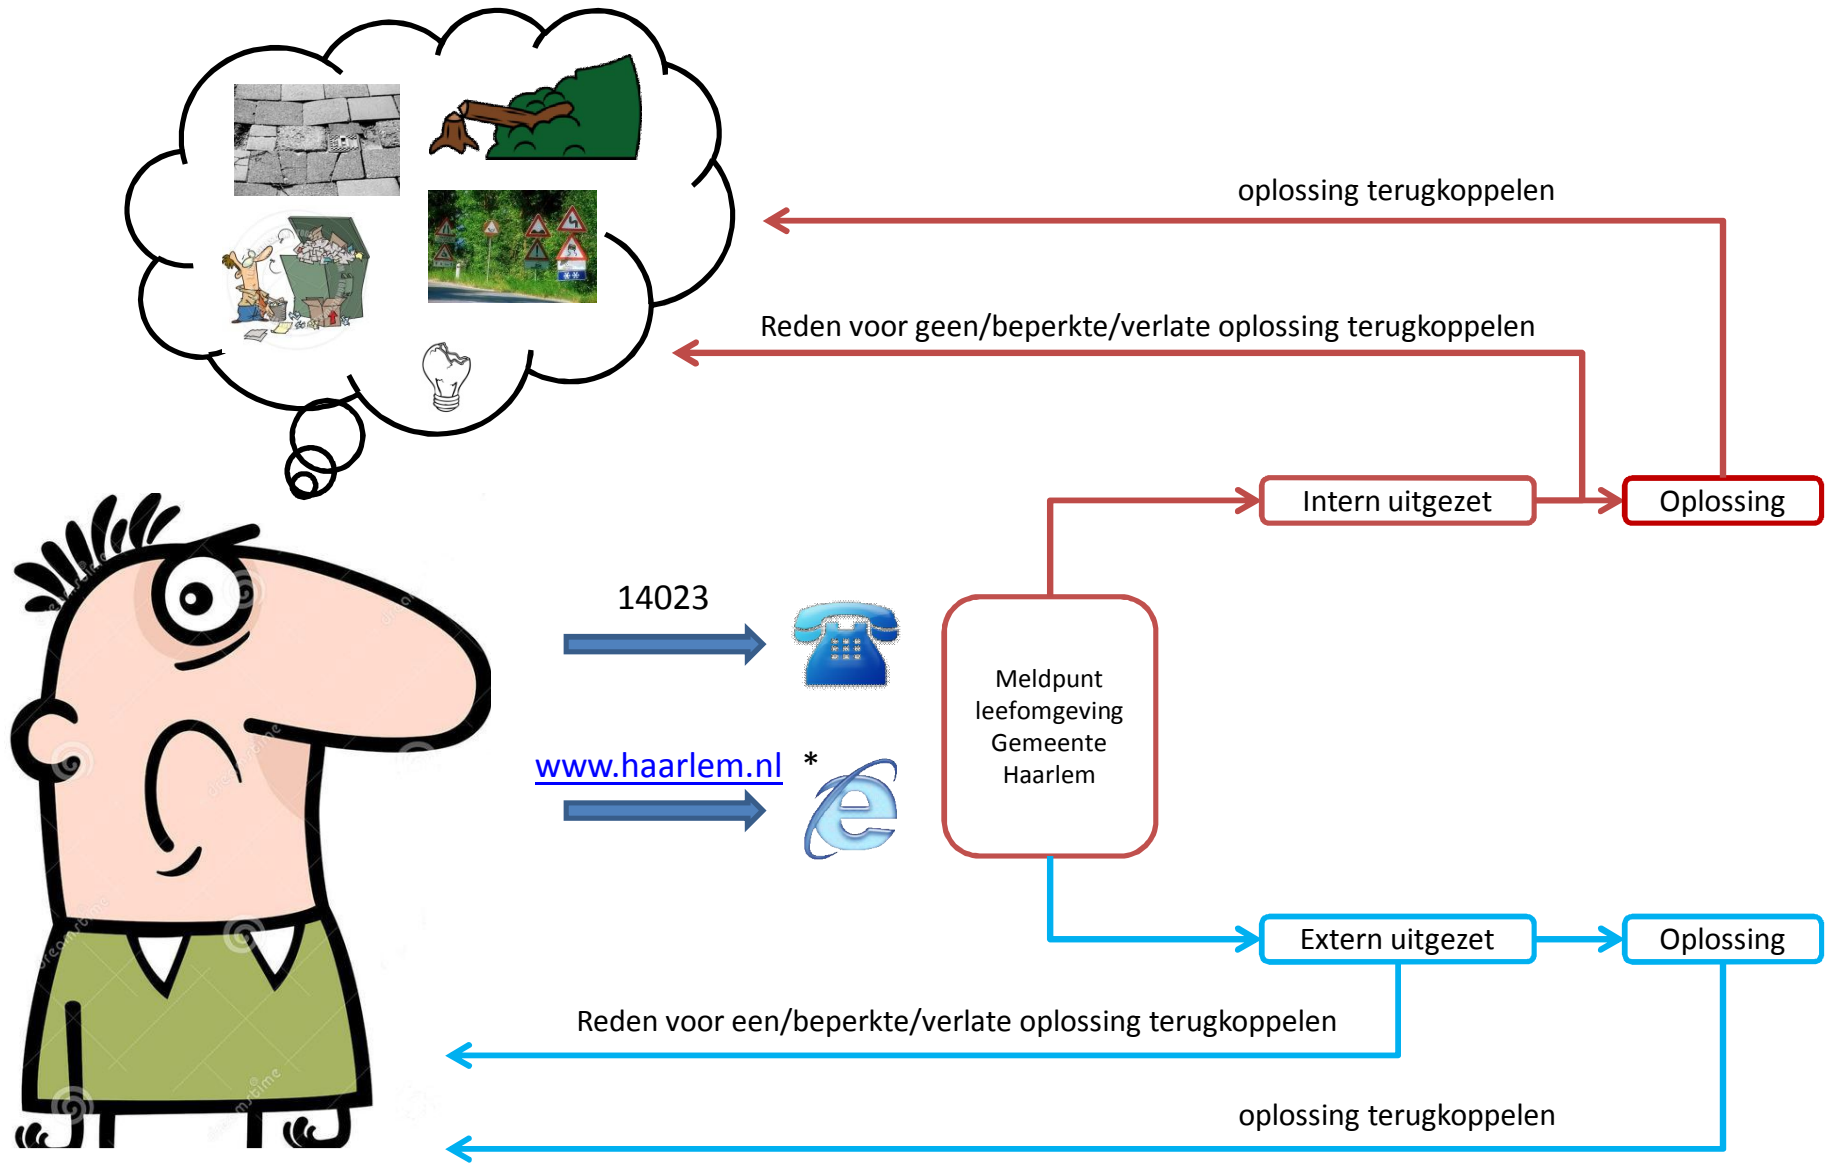 oplossing terugkoppelen
Reden voor geen/beperkte/verlate oplossing terugkoppelen
Intern uitgezet
Oplossing
14023
www.haarlem.nl *
Meldpunt
leefomgeving
Gemeente
Haarlem
Extern uitgezet
Oplossing
Reden voor een/beperkte/verlate oplossing terugkoppelen
oplossing terugkoppelen